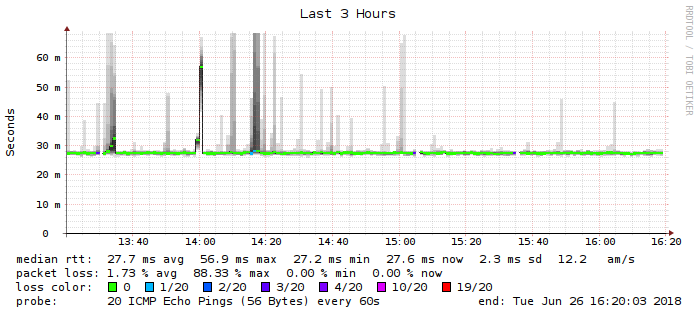 Last 3 Hours
RRDTOOL / TOBI OETIKER
Seconds
60 m
50 m
40 m
30 m
20 m
10 m
0
13:40 14:00 14:20 14:40 15:00 15:20 15:40 16:00 16:20
median rtt: 27.7 ms avg 56.9 ms max 27.2 ms min 27.6 ms now 2.3 ms sd 12.2 am/s
packet loss: 1.73 % avg 88.33 % max 0.00 % min 0.00 % now
loss color: 0 1/20 2/20 3/20 4/20 10/20 19/20
probe: 20 ICMP Echo Pings (56 Bytes) every 60s end: Tue Jun 26 16:20:03 2018